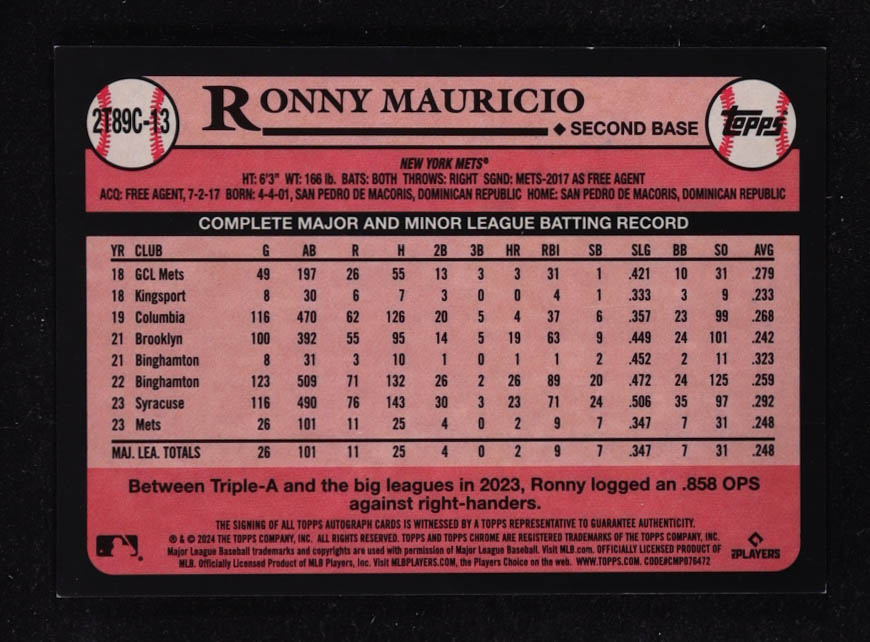 2T89C-13
RONNY MAURICIO
◆ SECOND BASE
Topps
NEW YORK METS®
HT: 6'3" WT: 166 lb. BATS: BOTH THROWS: RIGHT SGND: METS-2017 AS FREE AGENT
ACQ: FREE AGENT, 7-2-17 BORN: 4-4-01, SAN PEDRO DE MACORIS, DOMINICAN REPUBLIC HOME: SAN PEDRO DE MACORIS, DOMINICAN REPUBLIC
COMPLETE MAJOR AND MINOR LEAGUE BATTING RECORD
YR CLUB G AB R H 2B 3B HR RBI SB SLG BB SO AVG
18 GCL Mets 49 197 26 55 13 3 3 31 1 .421 10 31 .279
18 Kingsport 8 30 6 7 3 0 0 4 1 .333 3 9 .233
19 Columbia 116 470 62 126 20 5 4 37 6 .357 23 99 .268
21 Brooklyn 100 392 55 95 14 5 19 63 9 .449 24 101 .242
21 Binghamton 8 31 3 10 1 0 1 1 2 .452 2 11 .323
22 Binghamton 123 509 71 132 26 2 26 89 20 .472 24 125 .259
23 Syracuse 116 490 76 143 30 3 23 71 24 .506 35 97 .292
23 Mets 26 101 11 25 4 0 2 9 7 .347 7 31 .248
MAJ. LEA. TOTALS 26 101 11 25 4 0 2 9 7 .347 7 31 .248
Between Triple-A and the big leagues in 2023, Ronny logged an .858 OPS
against right-handers.
THE SIGNING OF ALL TOPPS AUTOGRAPH CARDS IS WITNESSED BY A TOPPS REPRESENTATIVE TO GUARANTEE AUTHENTICITY.
® & © 2024 THE TOPPS COMPANY, INC. ALL RIGHTS RESERVED. TOPPS AND TOPPS CHROME ARE REGISTERED TRADEMARKS OF THE TOPPS COMPANY, INC.
Major League Baseball trademarks and copyrights are used with permission of Major League Baseball. Visit MLB.com. OFFICIALLY LICENSED PRODUCT OF
MLB. Officially Licensed Product of MLB Players, Inc. Visit MLBPLAYERS.COM, the Players Choice on the web. WWW.TOPPS.COM. CODE#CMP076472
PLAYERS